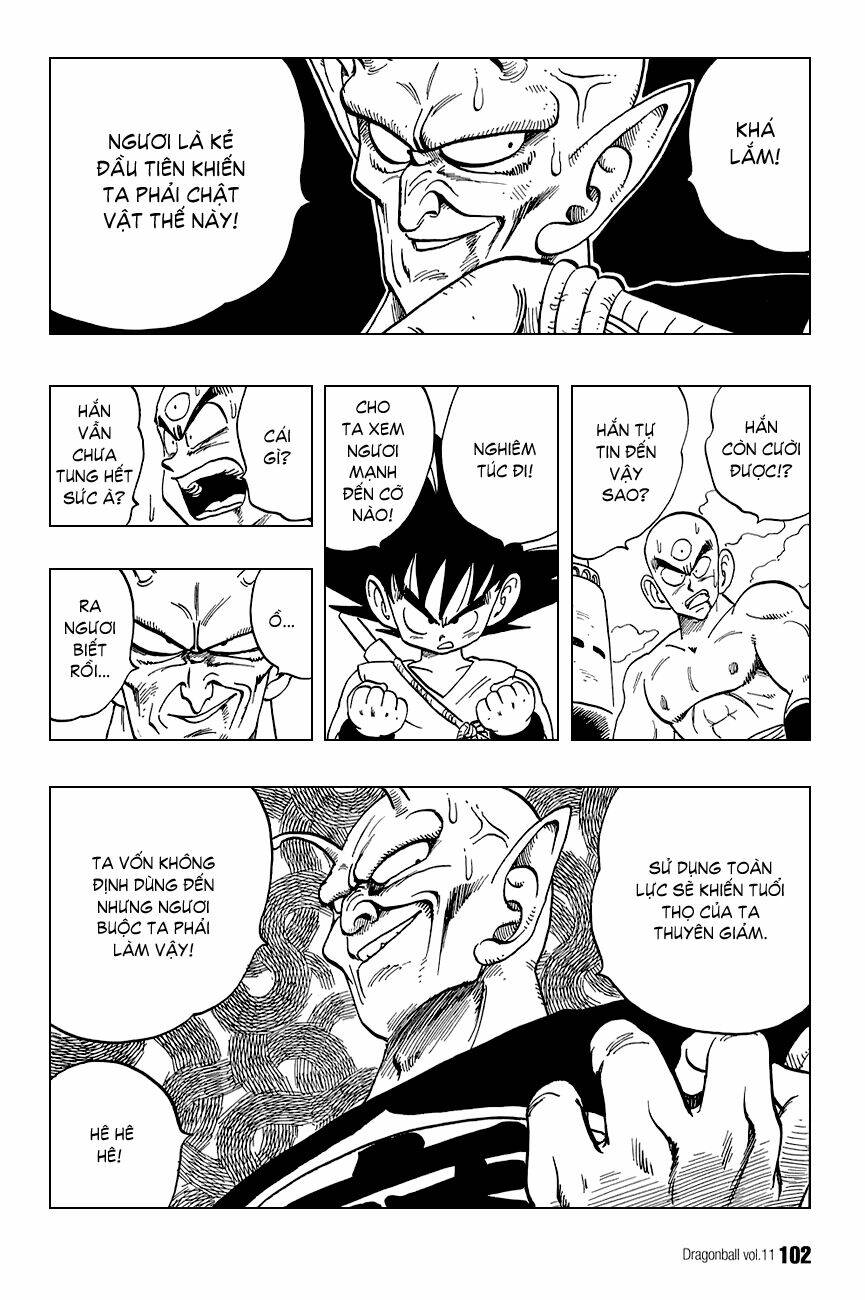 KHÁ
LẮM!
NGƯƠI LÀ KẺ
ĐẦU TIÊN KHIẾN
TA PHẢI CHẬT
VẬT THẾ NÀY!
HẮN
CÒN CƯỜI
ĐƯỢC!?
HẮN TỰ
TIN ĐẾN
VẬY
SAO?
NGHIÊM
TÚC ĐI!
CHO
TA XEM
NGƯƠI
MẠNH
ĐẾN CỠ
NÀO!
CÁI
GÌ?
HẮN
VẪN
CHƯA
TUNG HẾT
SỨC À?
Ồ...
RA
NGƯƠI
BIẾT
RỒI...
SỬ DỤNG TOÀN
LỰC SẼ KHIẾN TUỔI
THỌ CỦA TA
THUYÊN GIẢM.
TA VỐN KHÔNG
ĐỊNH DÙNG ĐẾN
NHƯNG NGƯƠI
BUỘC TA PHẢI
LÀM VẬY!
HÊ HÊ
HÊ!
Dragonball vol.11 102